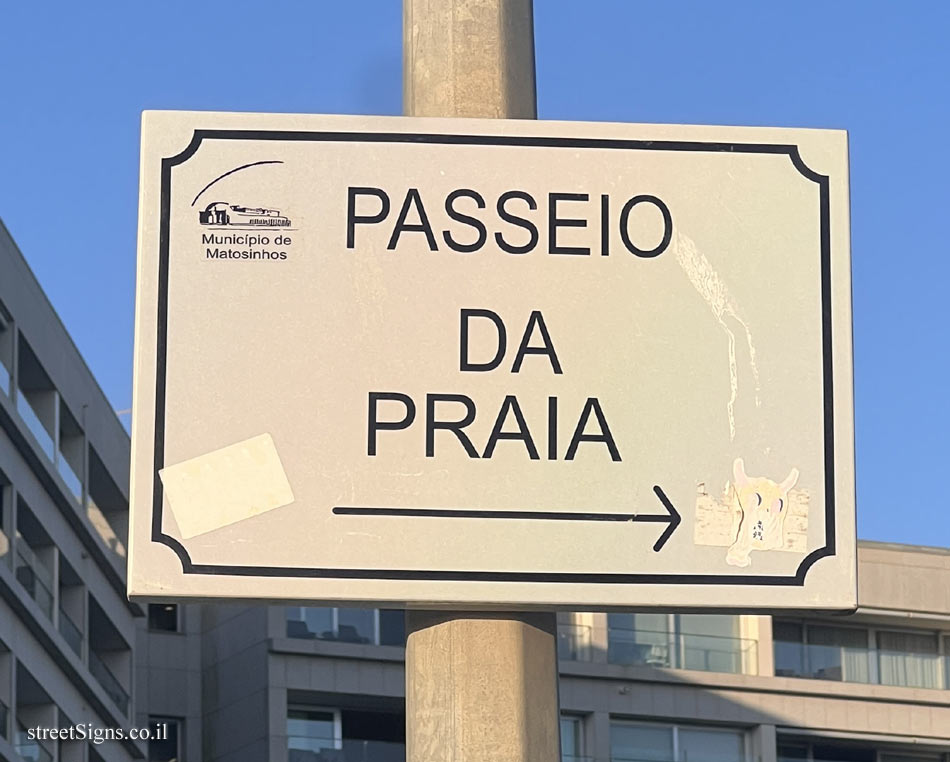 Município de
Matosinhos
PASSEIO
DA
PRAIA
streetSigns.co.il